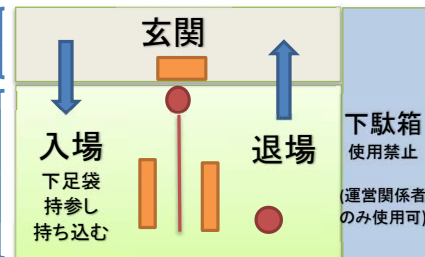 玄関
入場
下足袋
持参し
持ち込む
退場
下駄箱
使用禁止
(運営関係者
のみ使用可)